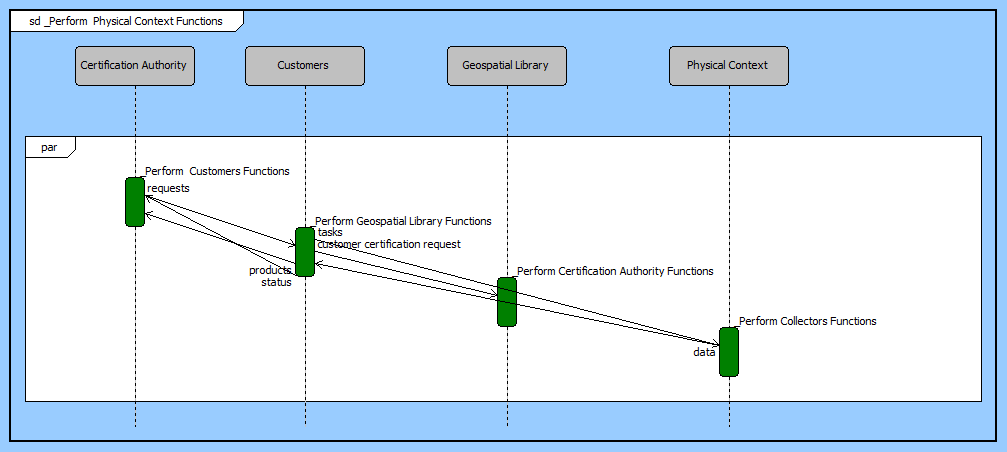 sd _Perform  Physical Context Functions
Certification Authority
Customers
Geospatial Library
Physical Context
par
Perform  Customers Functions
requests
Perform Geospatial Library Functions
tasks
customer certification request
products
status
Perform Certification Authority Functions
Perform Collectors Functions
data